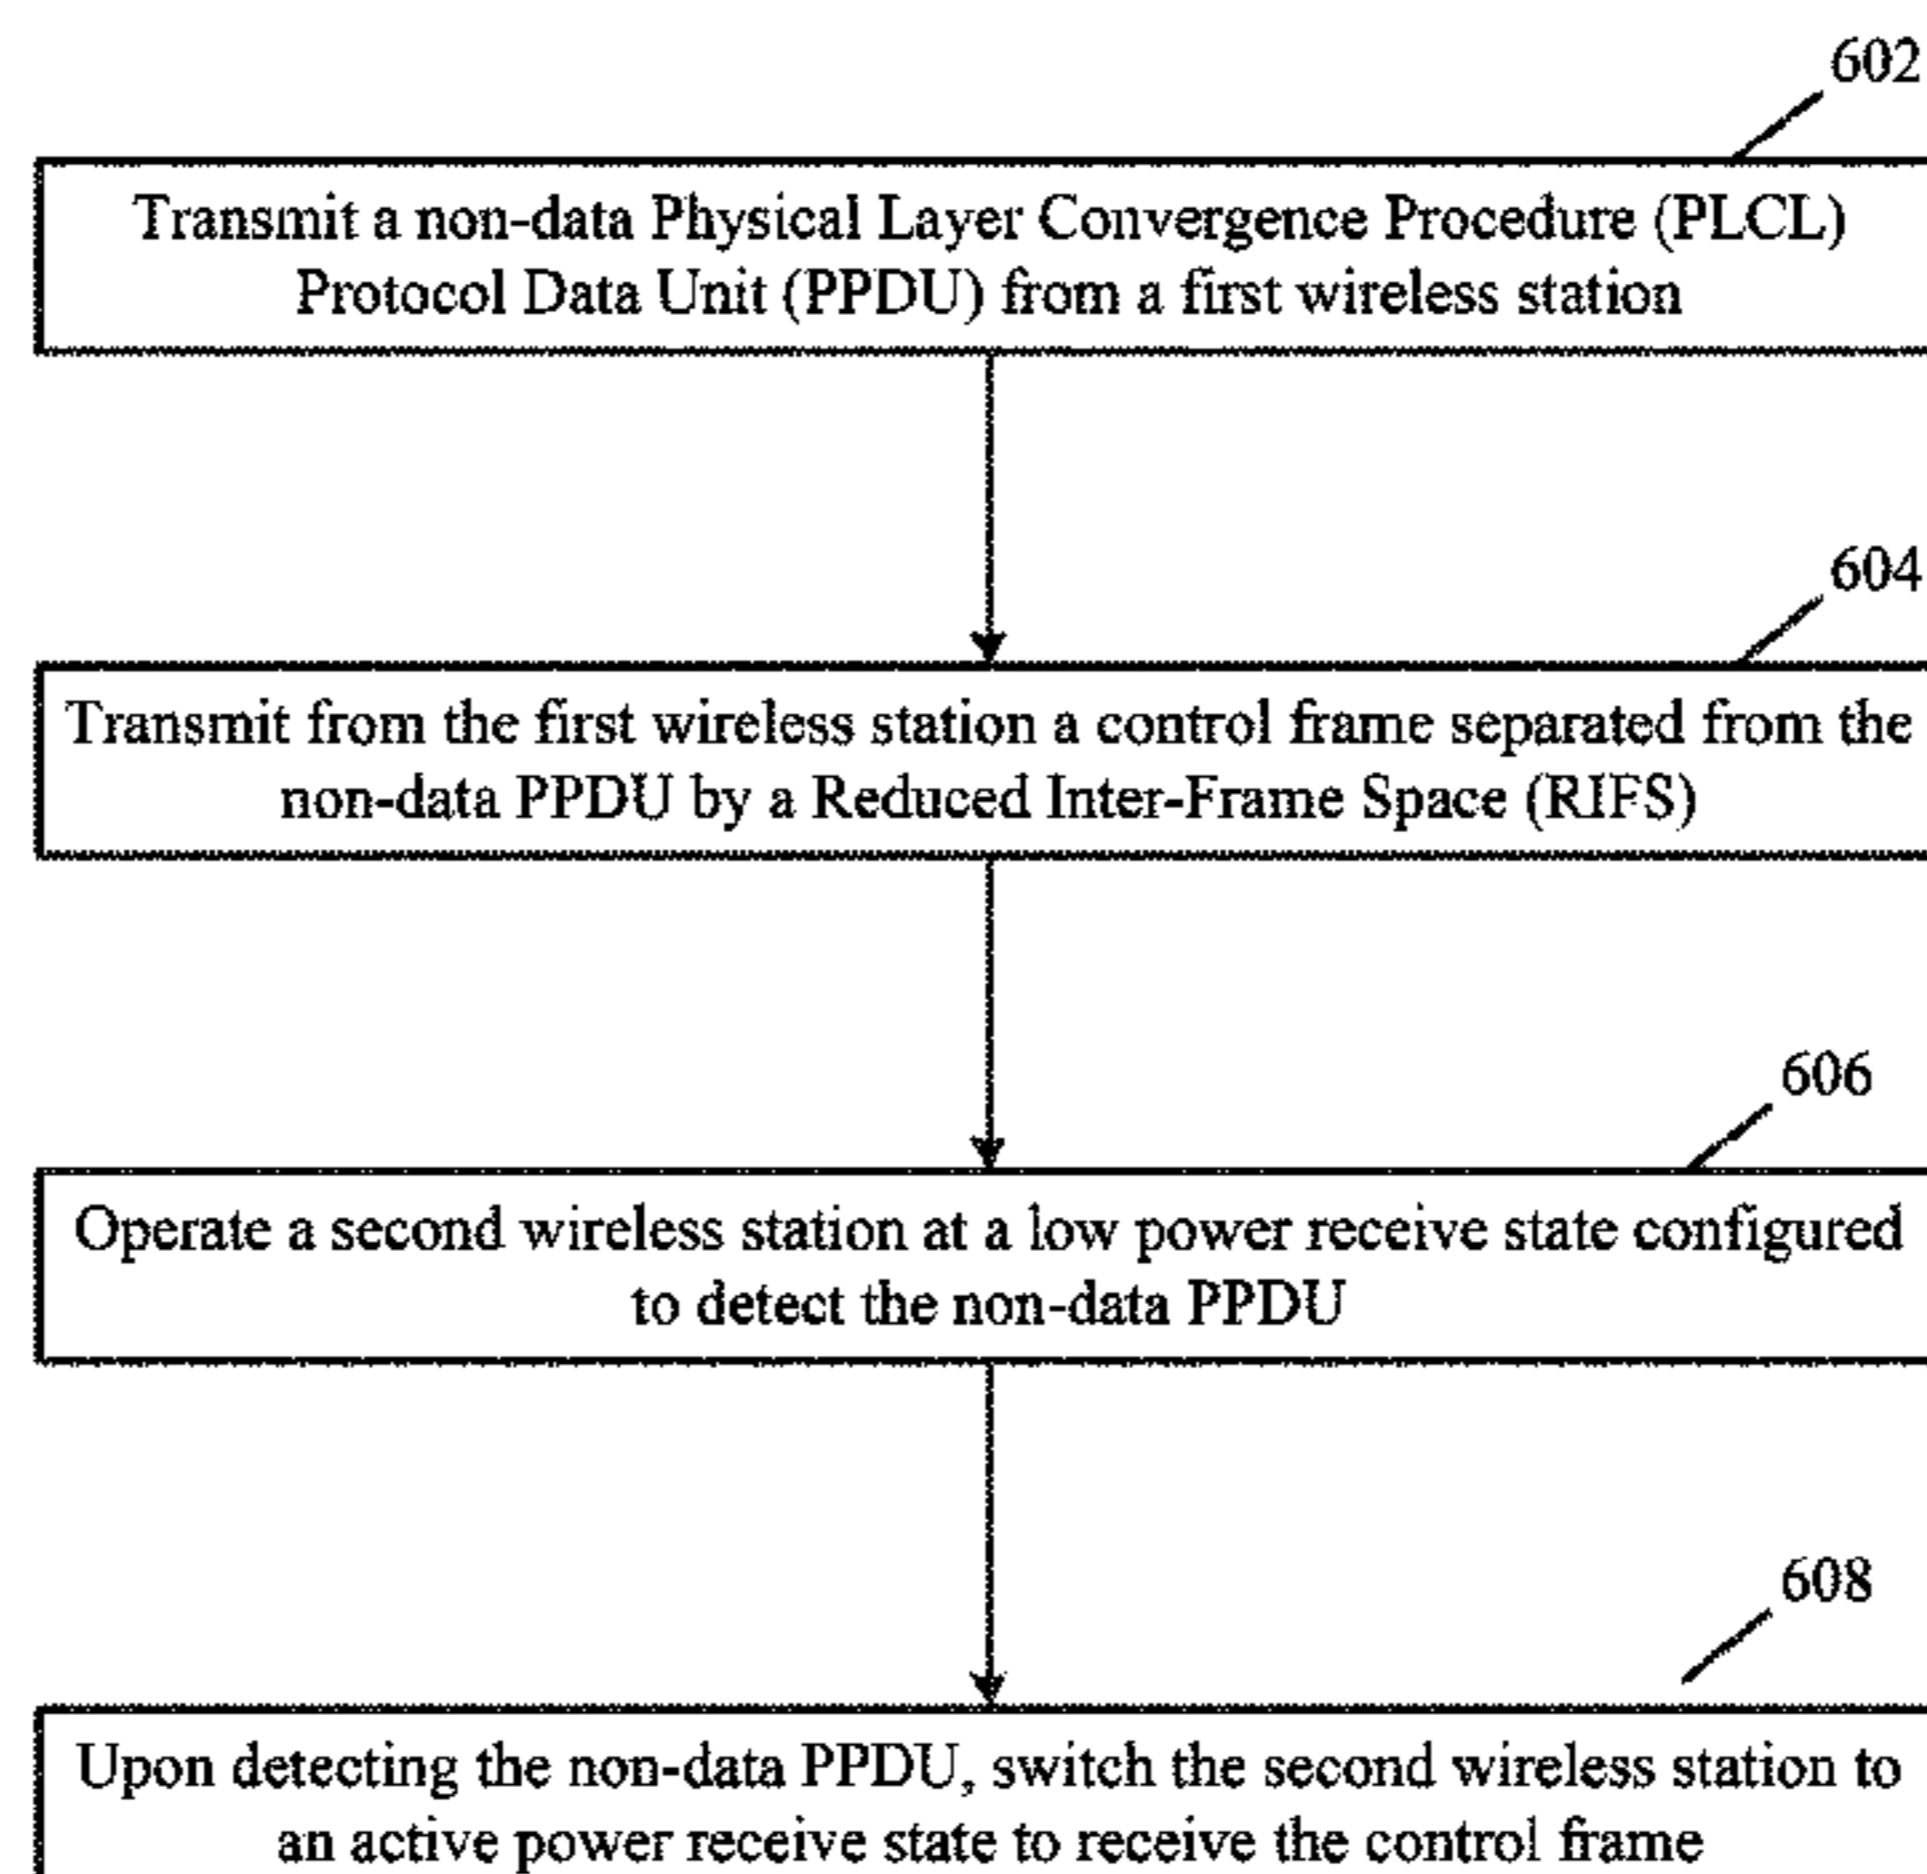 602
Transmit a non-data Physical Layer Convergence Procedure (PLCL)
Protocol Data Unit (PPDU) from a first wireless station
604
Transmit from the first wireless station a control frame separated from the
non-data PPDU by a Reduced Inter-Frame Space (RIFS)
606
Operate a second wireless station at a low power receive state configured
to detect the non-data PPDU
608
Upon detecting the non-data PPDU, switch the second wireless station to
an active power receive state to receive the control frame